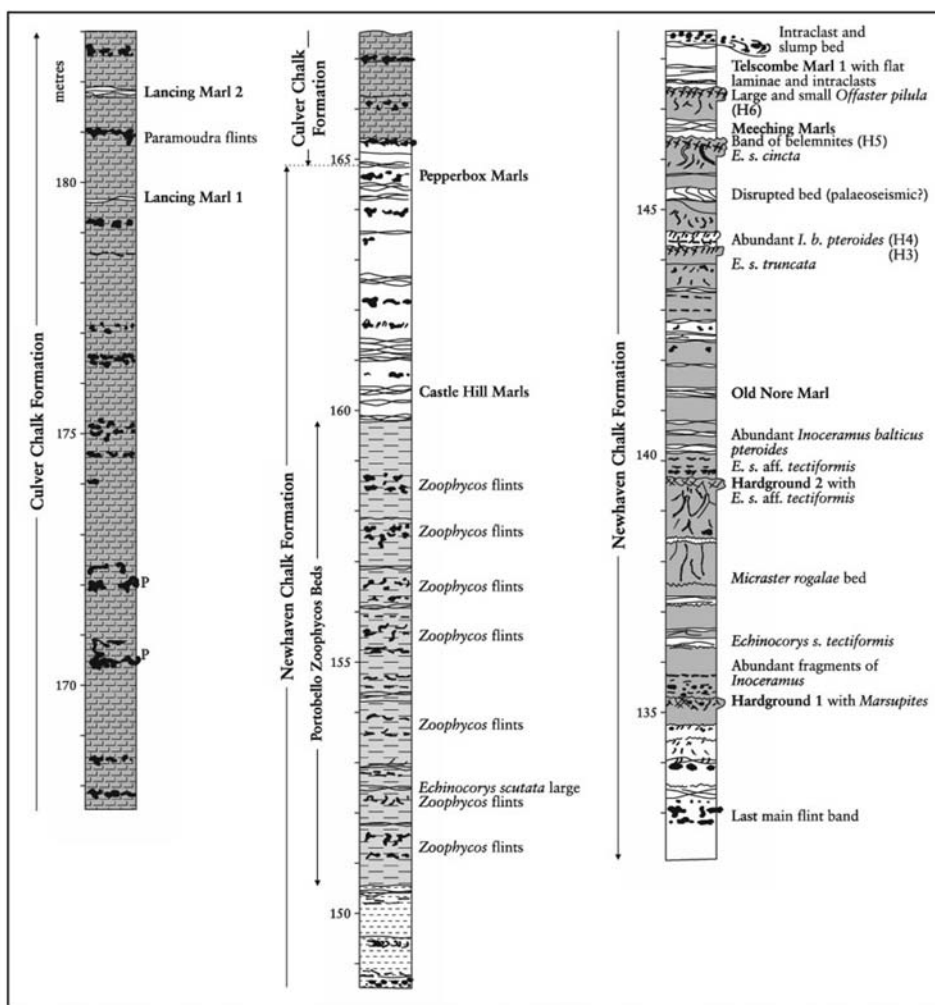 metres
Culver Chalk Formation
Lancing Marl 2
Paramoudra flints
180
Lancing Marl 1
175
P
P
170
Culver Chalk
Formation
165
Pepperbox Marls
Newhaven Chalk Formation
Castle Hill Marls
160
Portobello Zoophycos Beds
Zoophycos flints
Zoophycos flints
Zoophycos flints
Zoophycos flints
155
Zoophycos flints
Echinocorys scutata large
Zoophycos flints
Zoophycos flints
150
Newhaven Chalk Formation
Intraclast and
slump bed
Telscombe Marl 1 with flat
laminae and intraclasts
Large and small Offaster pilula
(H6)
Meeching Marls
Band of belemnites (H5)
E. s. cincta
Disrupted bed (palaeoseismic?)
145
Abundant I. b. pteroides (H4)
(H3)
E. s. truncata
Old Nore Marl
Abundant Inoceramus balticus
pteroides
140
E. s. aff. tectiformis
Hardground 2 with
E. s. aff. tectiformis
Micraster rogalae bed
Echinocorys s. tectiformis
Abundant fragments of
Inoceramus
135
Hardground 1 with Marsupites
Last main flint band